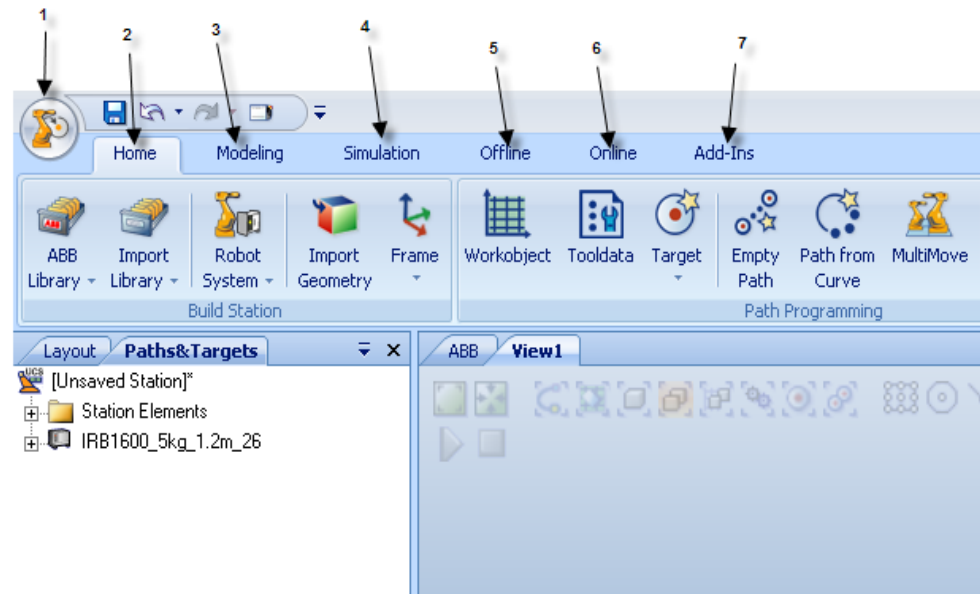 1 2 3 4 5 6 7
Home Modeling Simulation Offline Online Add-Ins
ABB Library Import Library Robot System Import Geometry Frame Workobject Tooldata Target Empty Path Path from Curve MultiMove
Build Station Path Programming
Layout Paths&Targets ABB View1
UCS [Unsaved Station]*
Station Elements
IRB1600_5kg_1.2m_26